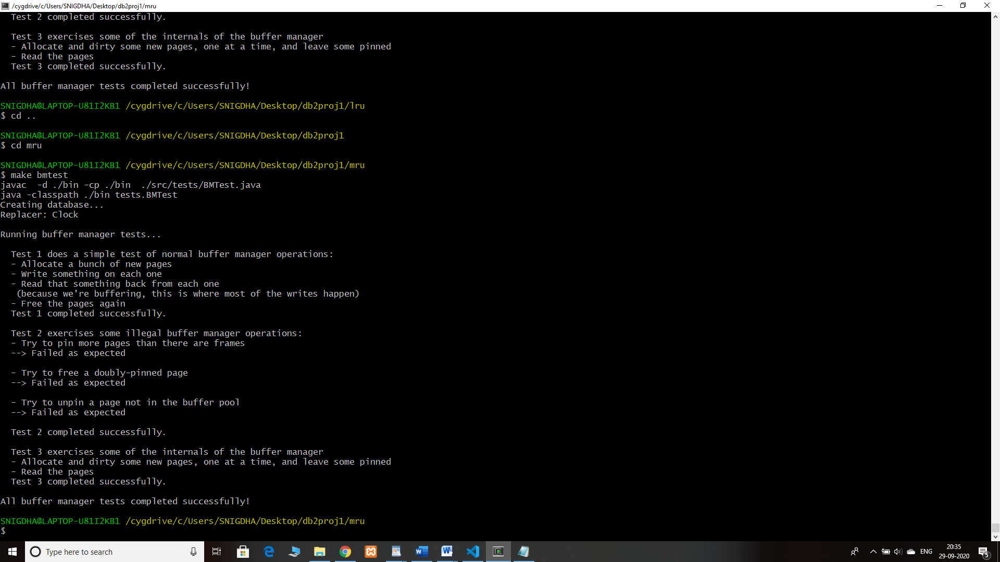 /cygdrive/c/Users/SNIGDHA/Desktop/db2proj1/mru
Test 2 completed successfully.
Test 3 exercises some of the internals of the buffer manager
- Allocate and dirty some new pages, one at a time, and leave some pinned
- Read the pages
Test 3 completed successfully.
All buffer manager tests completed successfully!
SNIGDHA@LAPTOP-U81I2KB1 /cygdrive/c/Users/SNIGDHA/Desktop/db2proj1/lru
$ cd ..
SNIGDHA@LAPTOP-U81I2KB1 /cygdrive/c/Users/SNIGDHA/Desktop/db2proj1
$ cd mru
SNIGDHA@LAPTOP-U81I2KB1 /cygdrive/c/Users/SNIGDHA/Desktop/db2proj1/mru
$ make bmtest
javac  -d ./bin -cp ./bin  ./src/tests/BMTest.java
java -classpath ./bin tests.BMTest
Creating database...
Replacer: Clock
Running buffer manager tests...
Test 1 does a simple test of normal buffer manager operations:
- Allocate a bunch of new pages
- Write something on each one
- Read that something back from each one
(because we're buffering, this is where most of the writes happen)
- Free the pages again
Test 1 completed successfully.
Test 2 exercises some illegal buffer manager operations:
- Try to pin more pages than there are frames
--> Failed as expected
- Try to free a doubly-pinned page
--> Failed as expected
- Try to unpin a page not in the buffer pool
--> Failed as expected
Test 2 completed successfully.
Test 3 exercises some of the internals of the buffer manager
- Allocate and dirty some new pages, one at a time, and leave some pinned
- Read the pages
Test 3 completed successfully.
All buffer manager tests completed successfully!
SNIGDHA@LAPTOP-U81I2KB1 /cygdrive/c/Users/SNIGDHA/Desktop/db2proj1/mru
$
Type here to search
ENG
20:35
29-09-2020
5